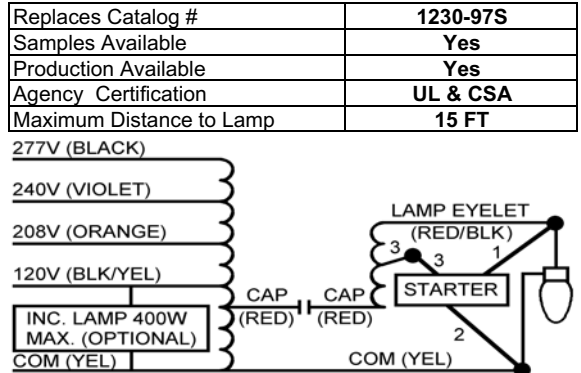 Replaces Catalog # 1230-97S
Samples Available Yes
Production Available Yes
Agency Certification UL & CSA
Maximum Distance to Lamp 15 FT
277V (BLACK)
240V (VIOLET)
208V (ORANGE)
120V (BLK/YEL)
INC. LAMP 400W
MAX. (OPTIONAL)
COM (YEL)
CAP
(RED)
CAP
(RED)
LAMP EYELET
(RED/BLK)
3
3
1
STARTER
2
COM (YEL)